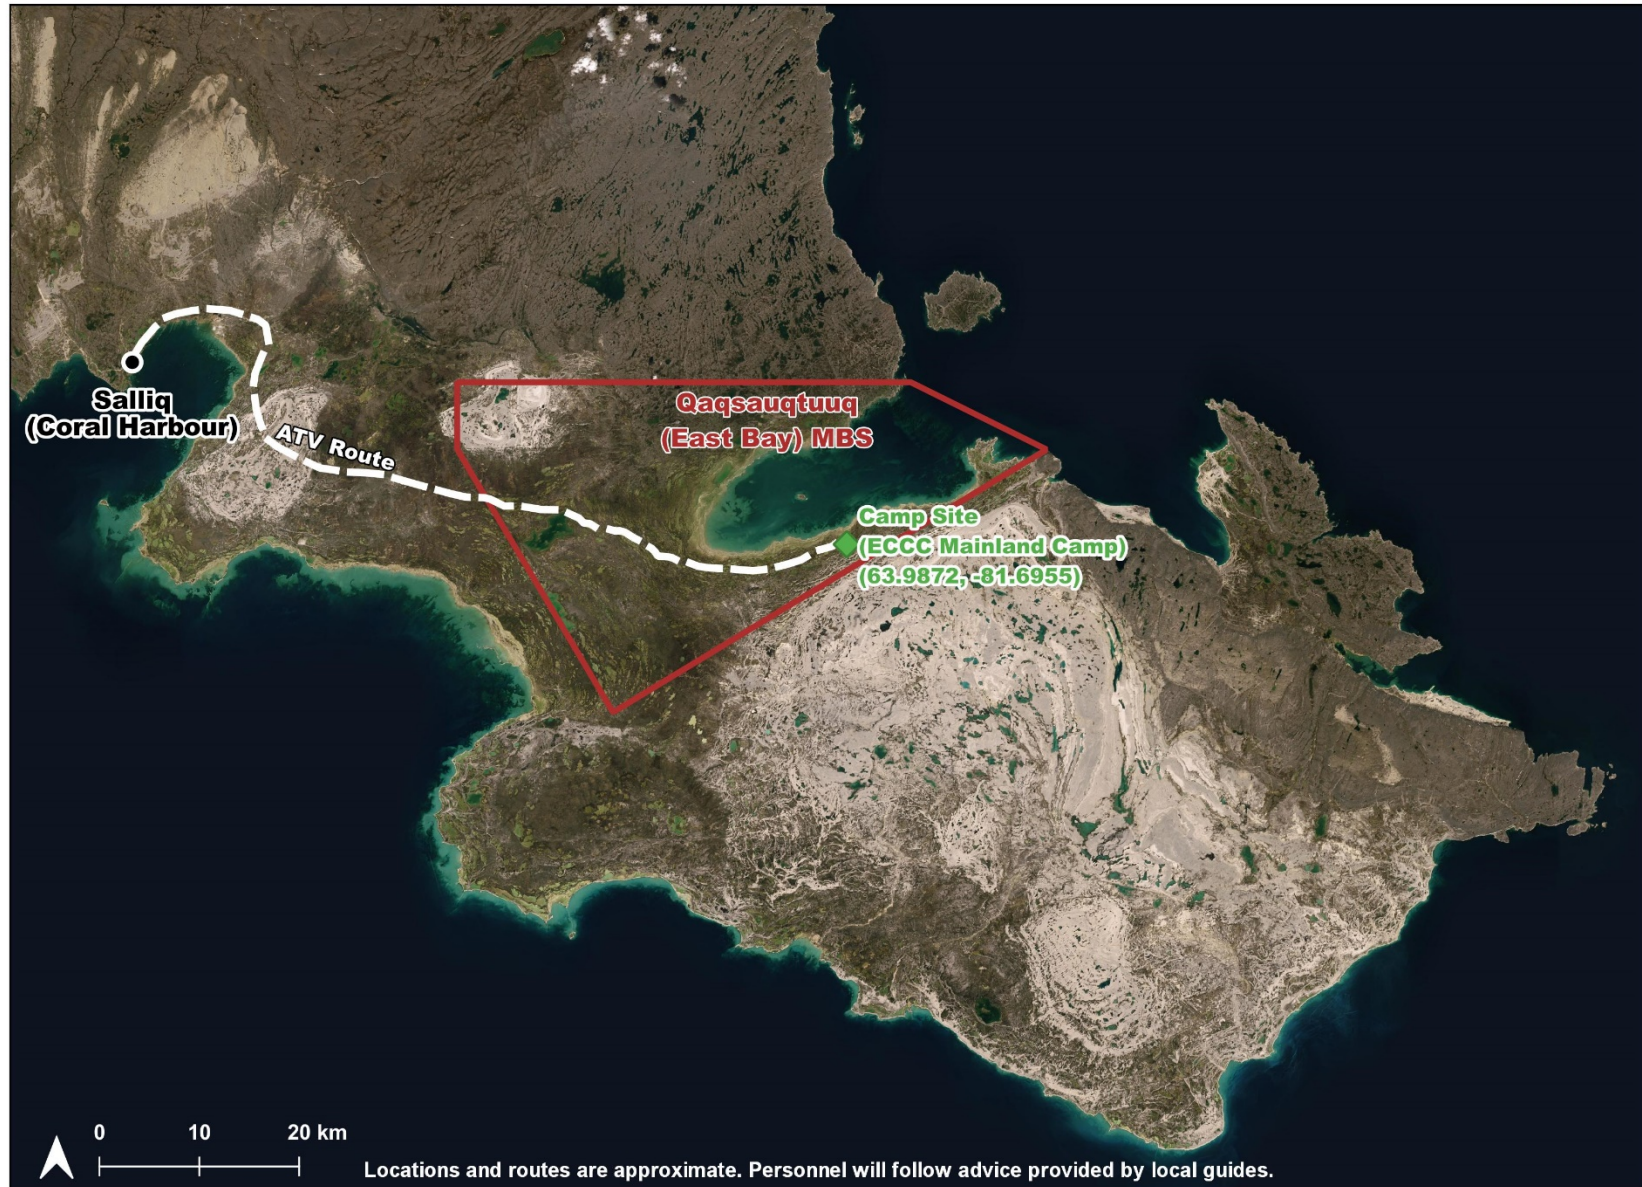 Salliq
(Coral Harbour)
ATV Route
Qaqsauqtuuq
(East Bay) MBS
Camp Site
(ECCC Mainland Camp)
(63.9872, -81.6955)
0 10 20 km
Locations and routes are approximate. Personnel will follow advice provided by local guides.